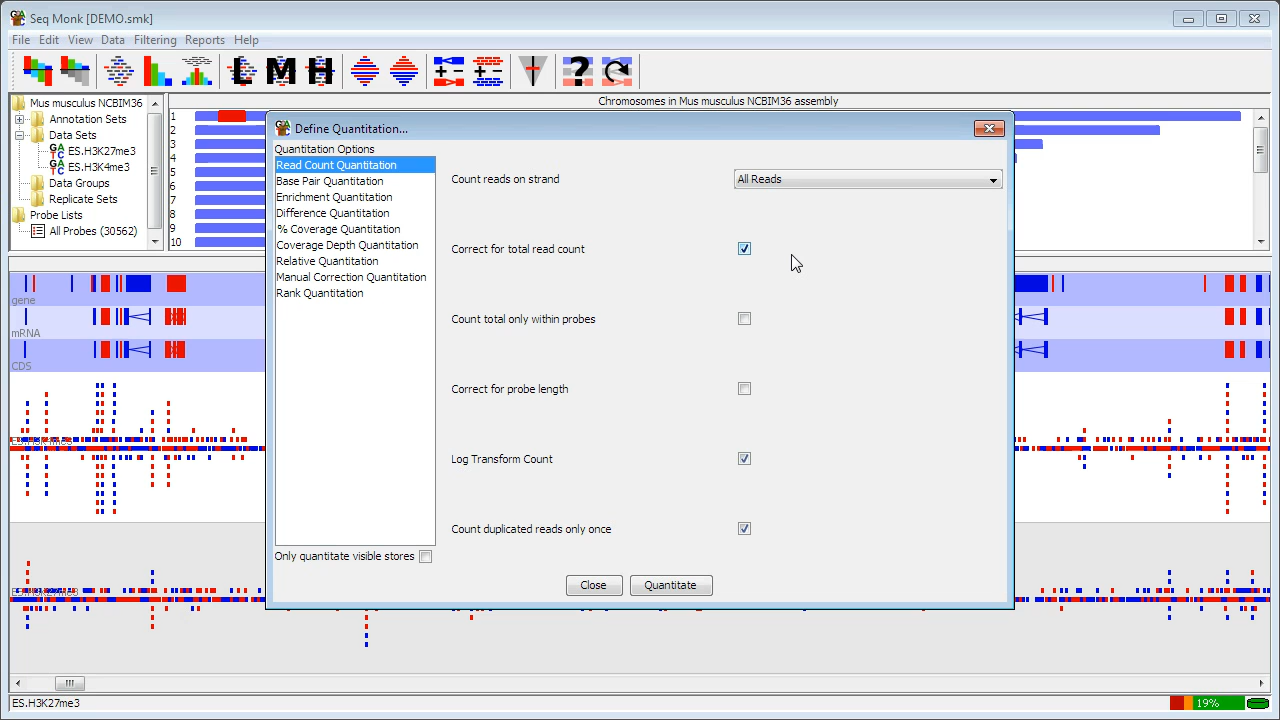 Seq Monk [DEMO.smk]
File Edit View Data Filtering Reports Help
L M H ?
Mus musculus NCBIM36
Annotation Sets
Data Sets
ES.H3K27me3
ES.H3K4me3
Data Groups
Replicate Sets
Probe Lists
All Probes (30562)
Chromosomes in Mus musculus NCBIM36 assembly
1
2
3
4
5
6
7
8
9
10
Define Quantitation...
Quantitation Options
Read Count Quantitation
Base Pair Quantitation
Enrichment Quantitation
Difference Quantitation
% Coverage Quantitation
Coverage Depth Quantitation
Relative Quantitation
Manual Correction Quantitation
Rank Quantitation
Only quantitate visible stores
Count reads on strand All Reads
Correct for total read count
Count total only within probes
Correct for probe length
Log Transform Count
Count duplicated reads only once
Close Quantitate
gene
mRNA
CDS
ES.H3K4me3
ES.H3K27me3
ES.H3K27me3
19%